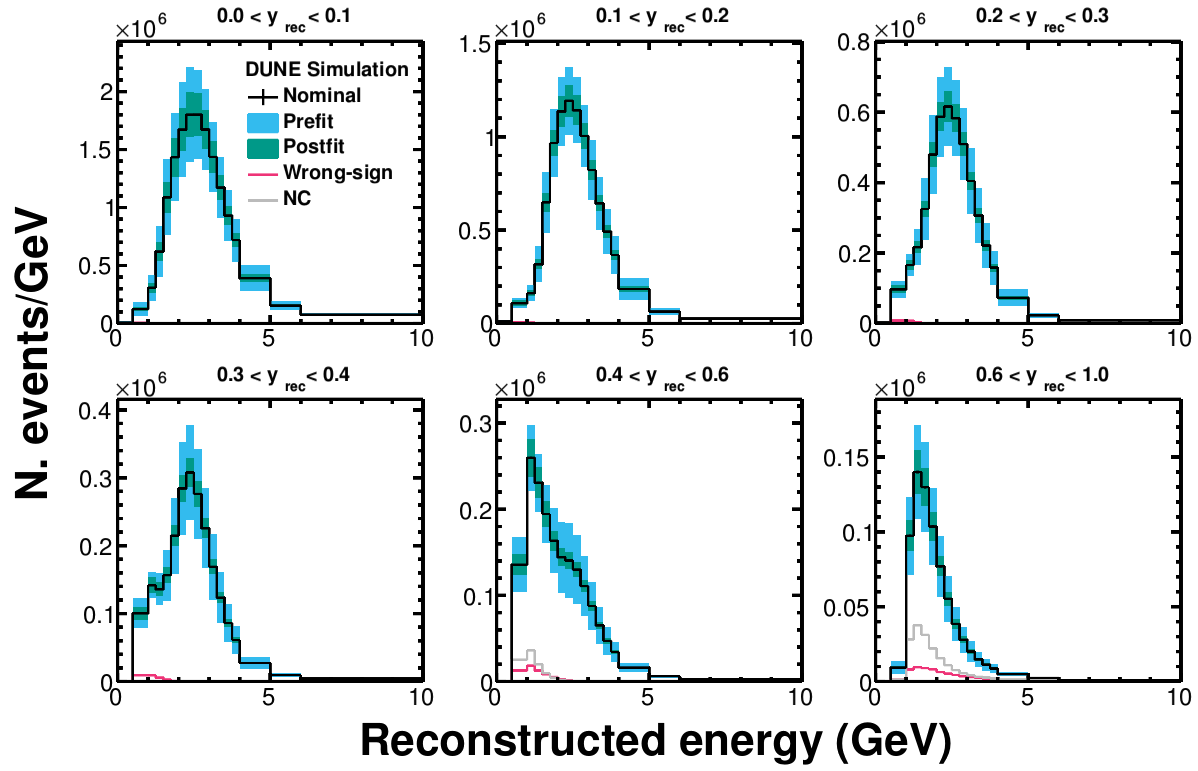 0.0 < y rec < 0.1
0.1 < y rec < 0.2
0.2 < y rec < 0.3
×10 6
×10 6
×10 6
DUNE Simulation
Nominal
Prefit
Postfit
Wrong-sign
NC
2
1.5
1
0.5
0
0 5 10
1.5
1
0.5
0
0 5 10
0.8
0.6
0.4
0.2
0
0 5 10
0.3 < y rec < 0.4
0.4 < y rec < 0.6
0.6 < y rec < 1.0
×10 6
×10 6
×10 6
0.4
0.3
0.2
0.1
0
0 5 10
0.3
0.2
0.1
0
0 5 10
0.15
0.1
0.05
0
0 5 10
N. events/GeV
Reconstructed energy (GeV)